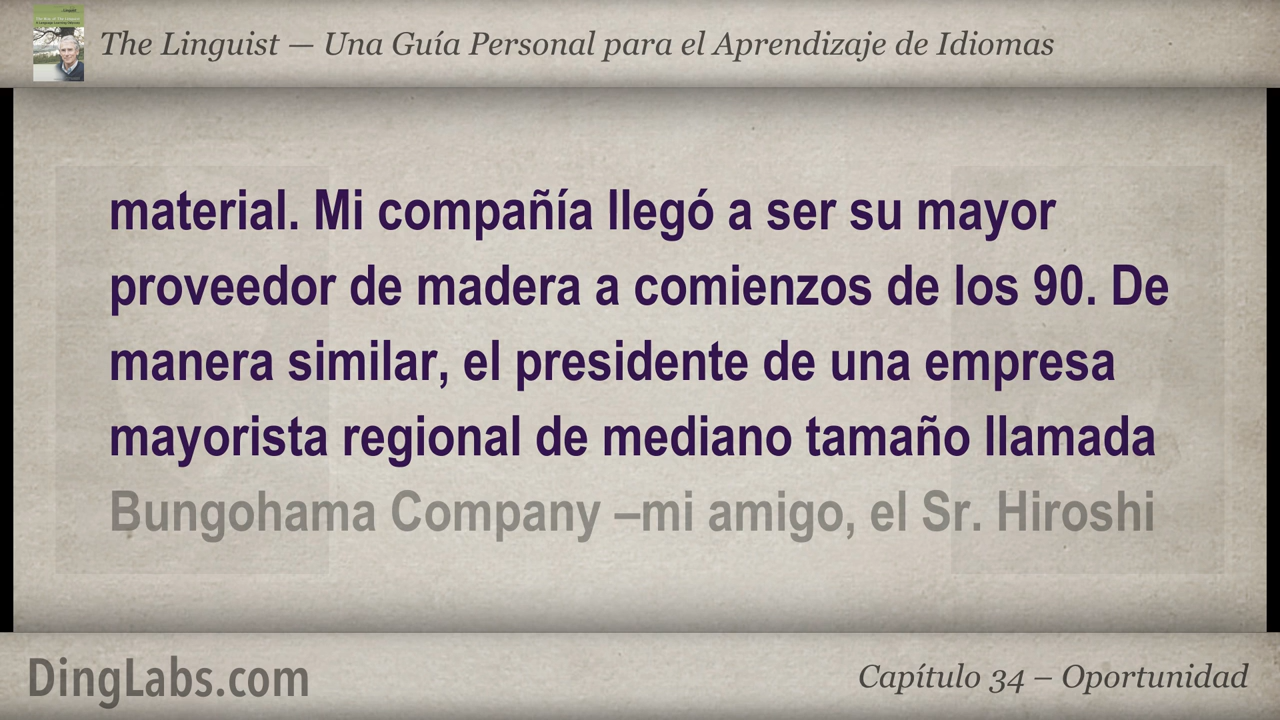 The Linguist — Una Guía Personal para el Aprendizaje de Idiomas
material. Mi compañía llegó a ser su mayor
proveedor de madera a comienzos de los 90. De
manera similar, el presidente de una empresa
mayorista regional de mediano tamaño llamada
Bungohama Company –mi amigo, el Sr. Hiroshi
DingLabs.com
Capítulo 34 – Oportunidad